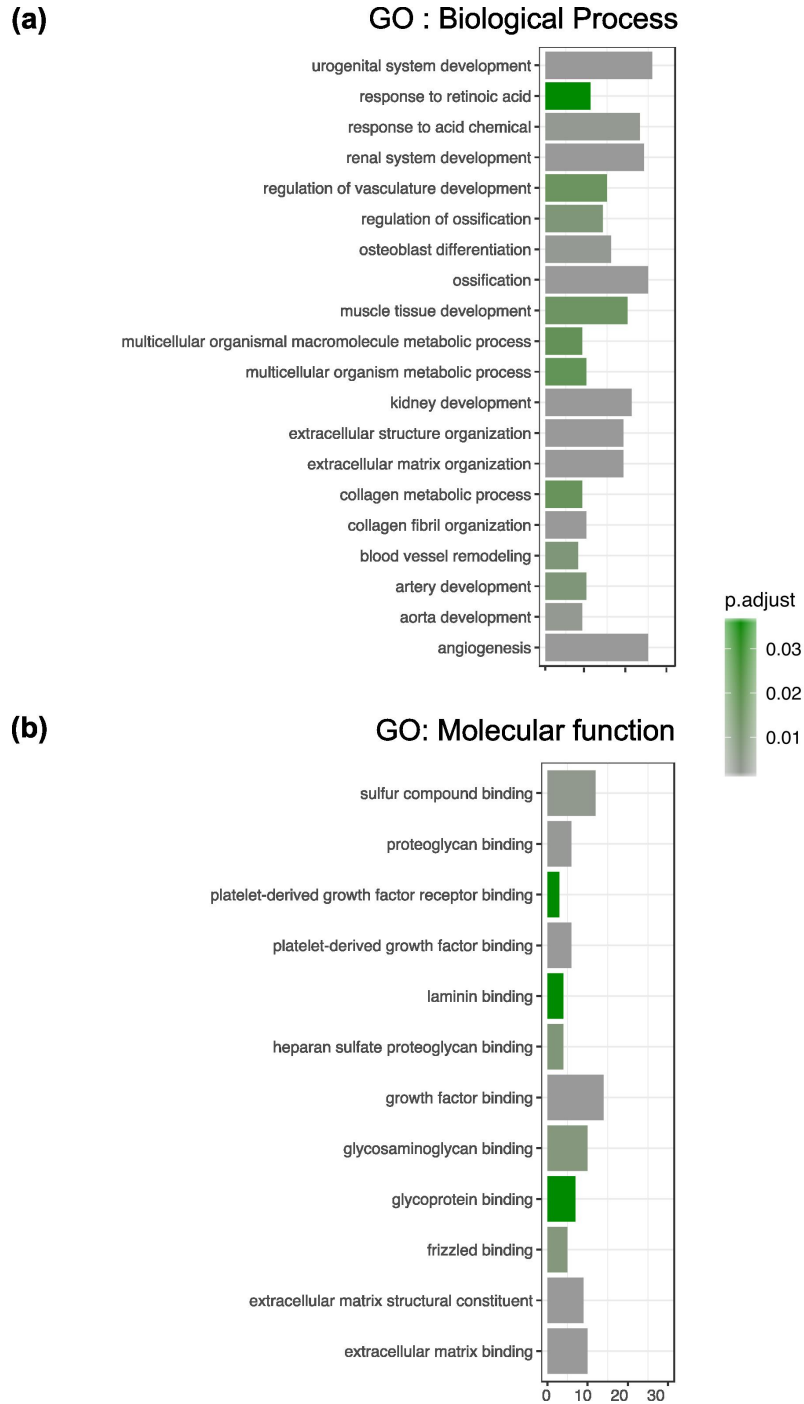 (a)
GO : Biological Process
urogenital system development
response to retinoic acid
response to acid chemical
renal system development
regulation of vasculature development
regulation of ossification
osteoblast differentiation
ossification
muscle tissue development
multicellular organismal macromolecule metabolic process
multicellular organism metabolic process
kidney development
extracellular structure organization
extracellular matrix organization
collagen metabolic process
collagen fibril organization
blood vessel remodeling
artery development
aorta development
angiogenesis
p.adjust
0.03
0.02
0.01
(b)
GO: Molecular function
sulfur compound binding
proteoglycan binding
platelet-derived growth factor receptor binding
platelet-derived growth factor binding
laminin binding
heparan sulfate proteoglycan binding
growth factor binding
glycosaminoglycan binding
glycoprotein binding
frizzled binding
extracellular matrix structural constituent
extracellular matrix binding
0 10 20 30